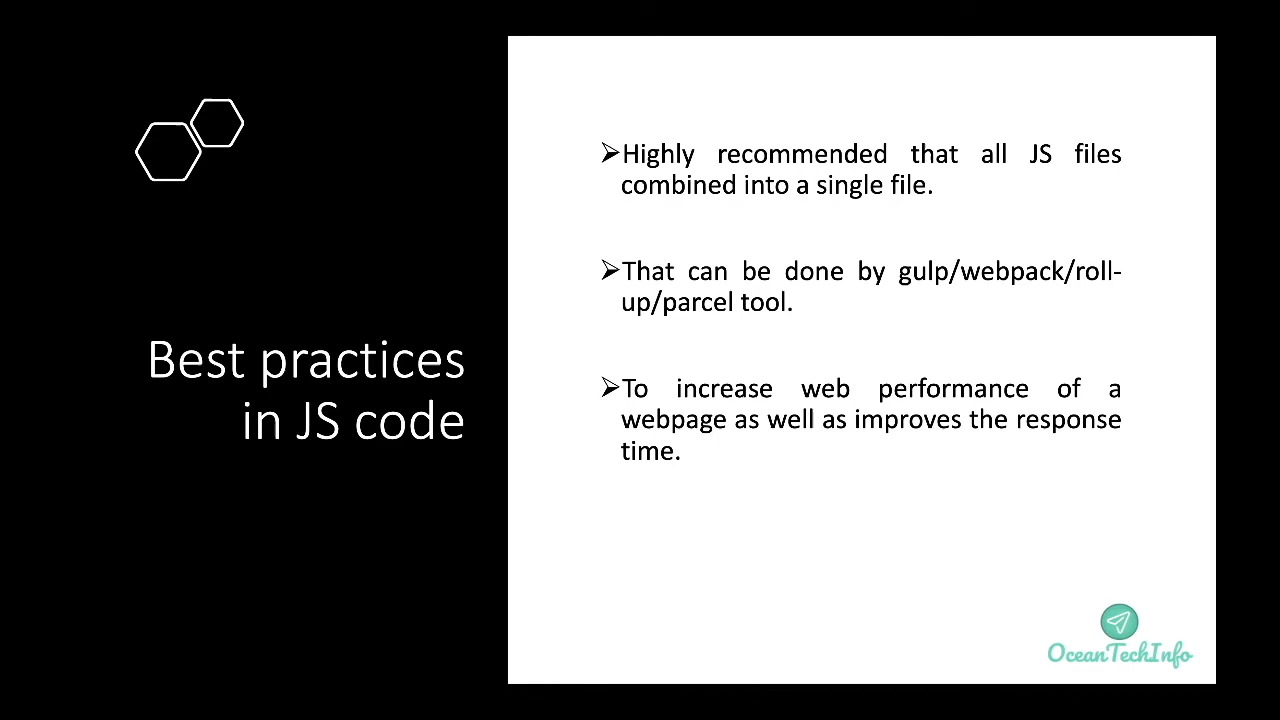 Best practices
in JS code
➢Highly recommended that all JS files
combined into a single file.
➢That can be done by gulp/webpack/roll-
up/parcel tool.
➢To increase web performance of a
webpage as well as improves the response
time.
OceanTechInfo